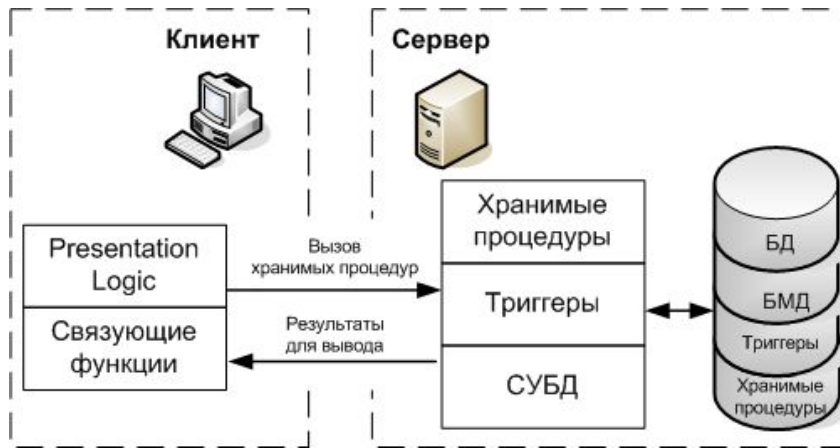 Клиент
Сервер
Presentation
Logic
Связующие
функции
Вызов
хранимых процедур
Результаты
для вывода
Хранимые
процедуры
Триггеры
СУБД
БД
БМД
Триггеры
Хранимые
процедуры